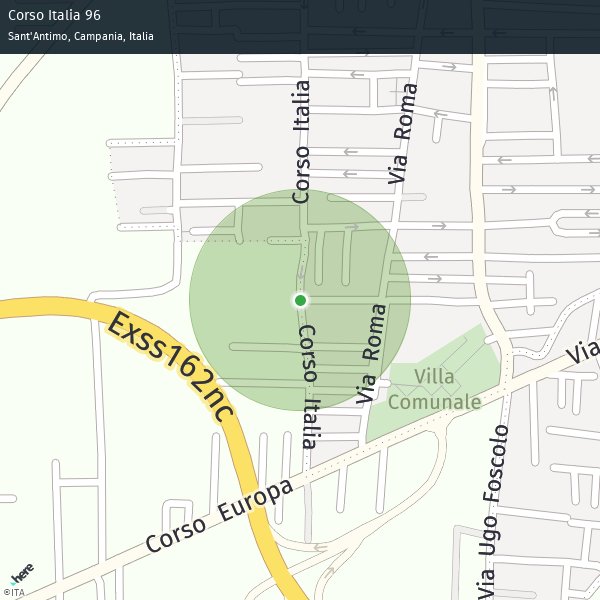 Corso Italia 96
Sant'Antimo, Campania, Italia
Corso Italia
Via Roma
Exss162nc
Corso Italia
Via Roma
Villa
Comunale
Via
Corso Europa
Via Ugo Foscolo
here
©ITA